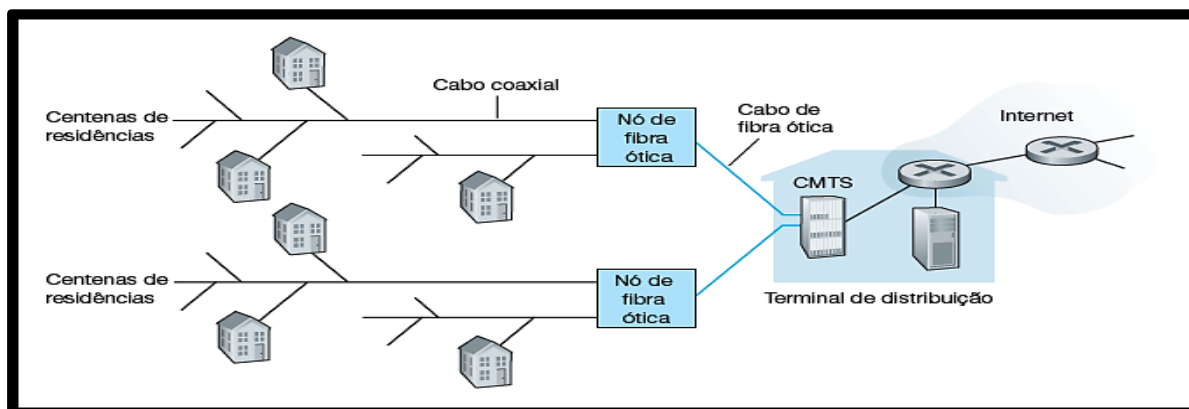 Centenas de
residências
Cabo coaxial
Nó de
fibra
ótica
Cabo de
fibra ótica
Internet
CMTS
Centenas de
residências
Nó de
fibra
ótica
Terminal de distribuição